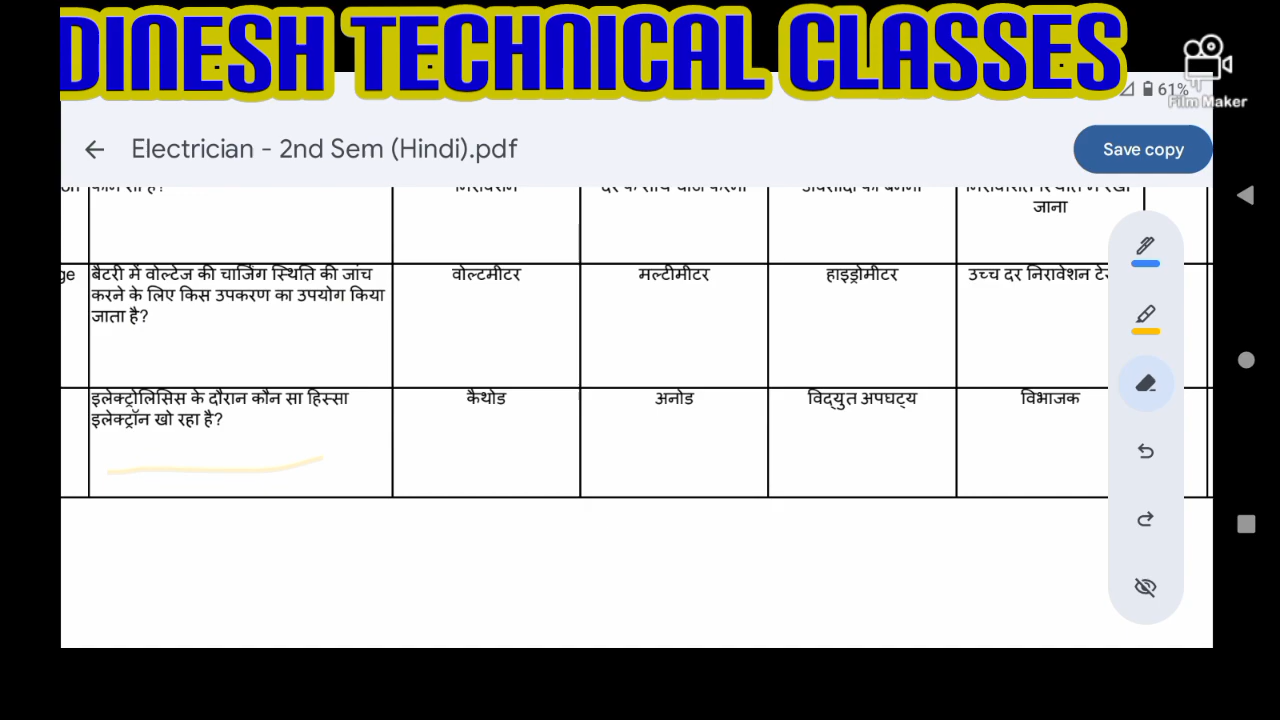 DINESH TECHNICAL CLASSES
61%
Film Maker
Electrician - 2nd Sem (Hindi).pdf
Save copy
जाना
ge
बैटरी में वोल्टेज की चार्जिंग स्थिति की जांच
करने के लिए किस उपकरण का उपयोग किया
जाता है?
वोल्टमीटर
मल्टीमीटर
हाइड्रोमीटर
उच्च दर निरावेशन
इलेक्ट्रोलिसिस के दौरान कौन सा हिस्सा
इलेक्ट्रॉन खो रहा है?
कैथोड
अनोड
विद्युत अपघट्य
विभाजक